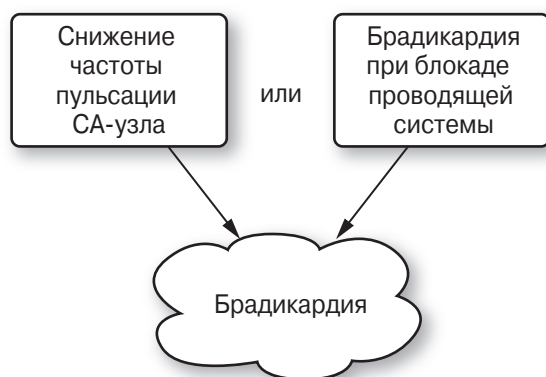 Снижение
частоты
пульсации
СА-узла
или
Брадикардия
при блокаде
проводящей
системы
Брадикардия